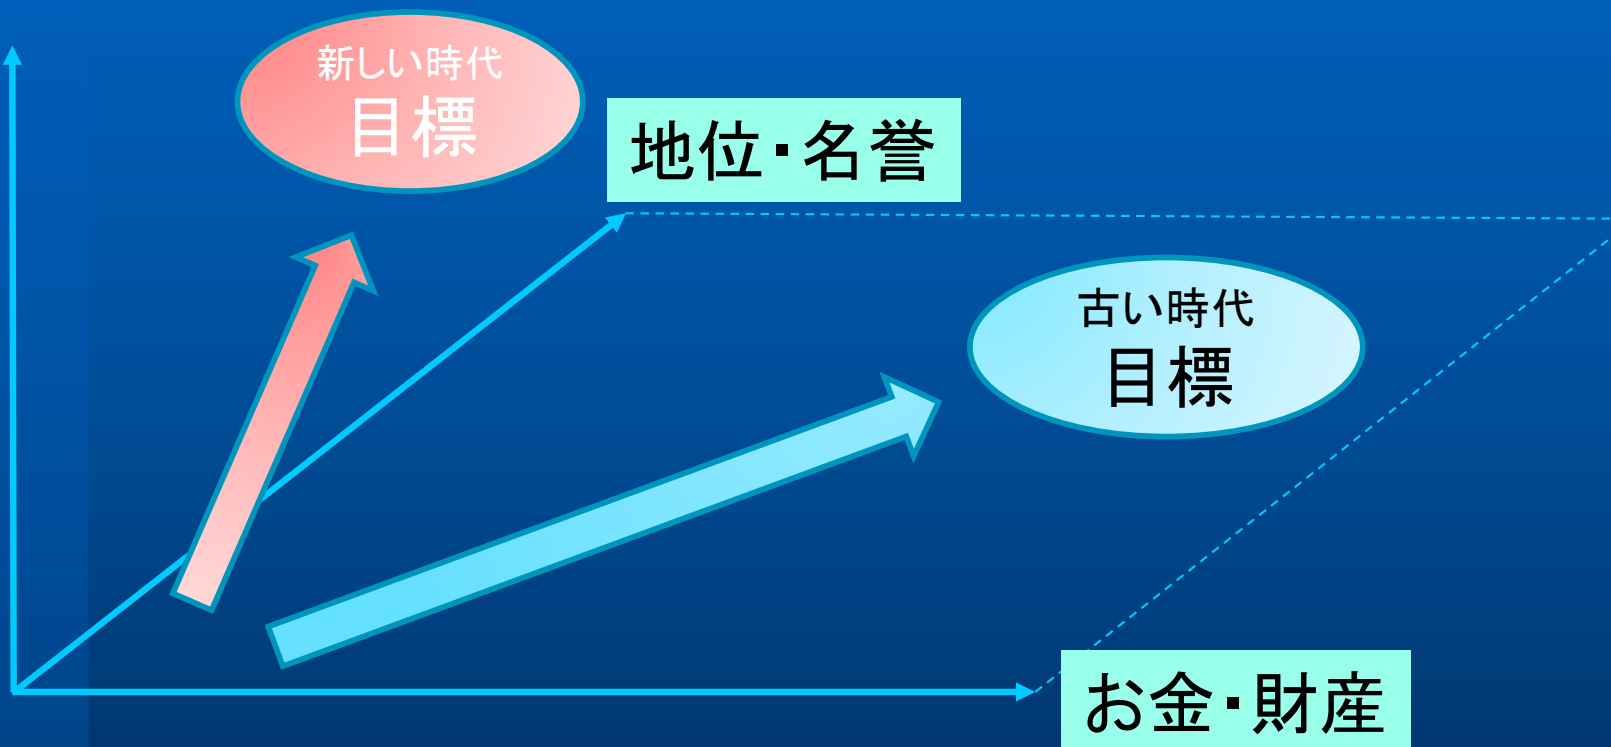 新しい時代
目標
地位・名誉
古い時代
目標
お金・財産